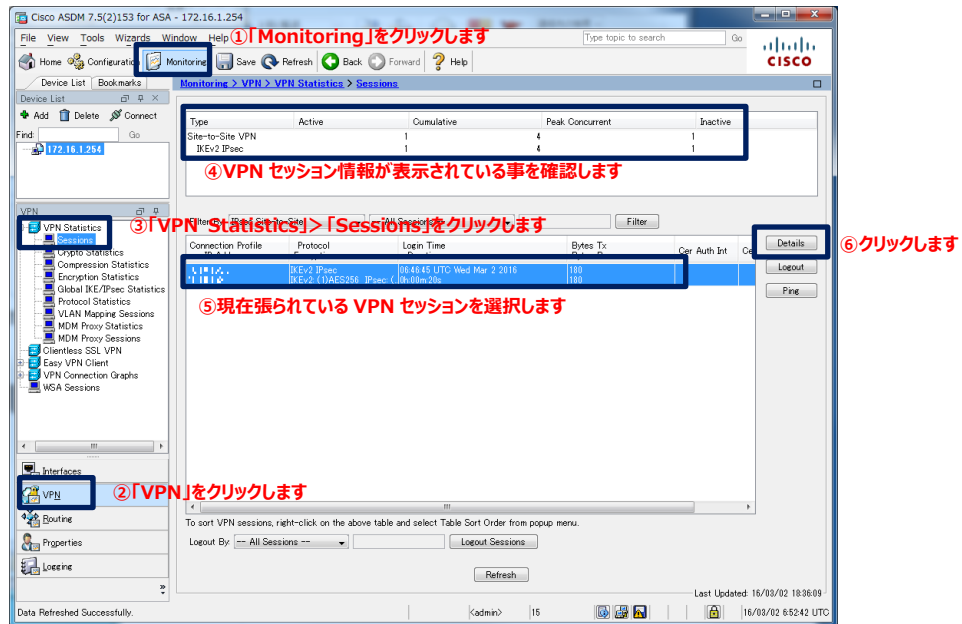 Cisco ASDM 7.5(2)153 for ASA - 172.16.1.254
File View Tools Wizards Window Help
①「Monitoring」をクリックします
Type topic to search
Go
Home
Configuration
Monitoring
Save
Refresh
Back
Forward
Help
CISCO
Device List
Bookmarks
Monitoring > VPN > VPN Statistics > Sessions
Device List
Add
Delete
Connect
Find:
Go
172.16.1.254
Type Active Cumulative Peak Concurrent Inactive
Site-to-Site VPN 1 4 1
IKEv2 IPsec 1 4 1
④VPN セッション情報が表示されている事を確認します
VPN
③「VPN Statistics」＞「Sessions」をクリックします
Filter
VPN Statistics
Sessions
Crypto Statistics
Compression Statistics
Encryption Statistics
Global IKE/IPsec Statistics
Protocol Statistics
VLAN Mapping Sessions
MDM Proxy Statistics
MDM Proxy Sessions
Clientless SSL VPN
Easy VPN Client
VPN Connection Graphs
WSA Sessions
Connection Profile Protocol Login Time Bytes Tx Cer Auth Int
IKEv2 IPsec 06:46:45 UTC Wed Mar 2 2016 180
IKEv2: (1)AES256 IPsec: ( 0h:00m:20s 180
Details
⑥クリックします
Logout
Ping
⑤現在張られている VPN セッションを選択します
Interfaces
VPN
②「VPN」をクリックします
Routing
Properties
Logging
To sort VPN sessions, right-click on the above table and select Table Sort Order from popup menu.
Logout By: -- All Sessions --
Logout Sessions
Refresh
Last Updated: 16/03/02 18:36:09
Data Refreshed Successfully.
<admin>
15
16/03/02 6:52:42 UTC